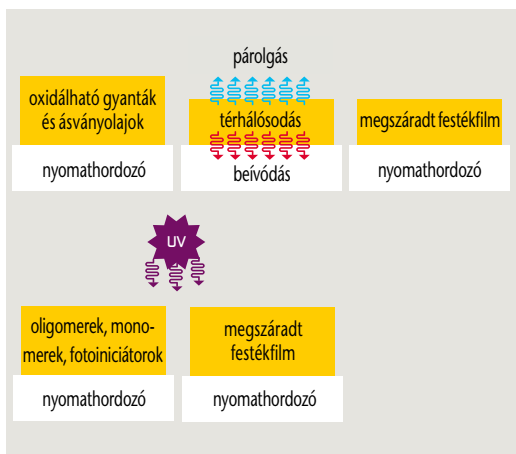 párolgás
oxidálható gyanták
és ásványolajok
térhálósodás
megszáradt festékfilm
nyomathordozó
beívódás
nyomathordozó
UV
oligomerek, mono-
merek, fotoiniciátorok
megszáradt
festékfilm
nyomathordozó
nyomathordozó